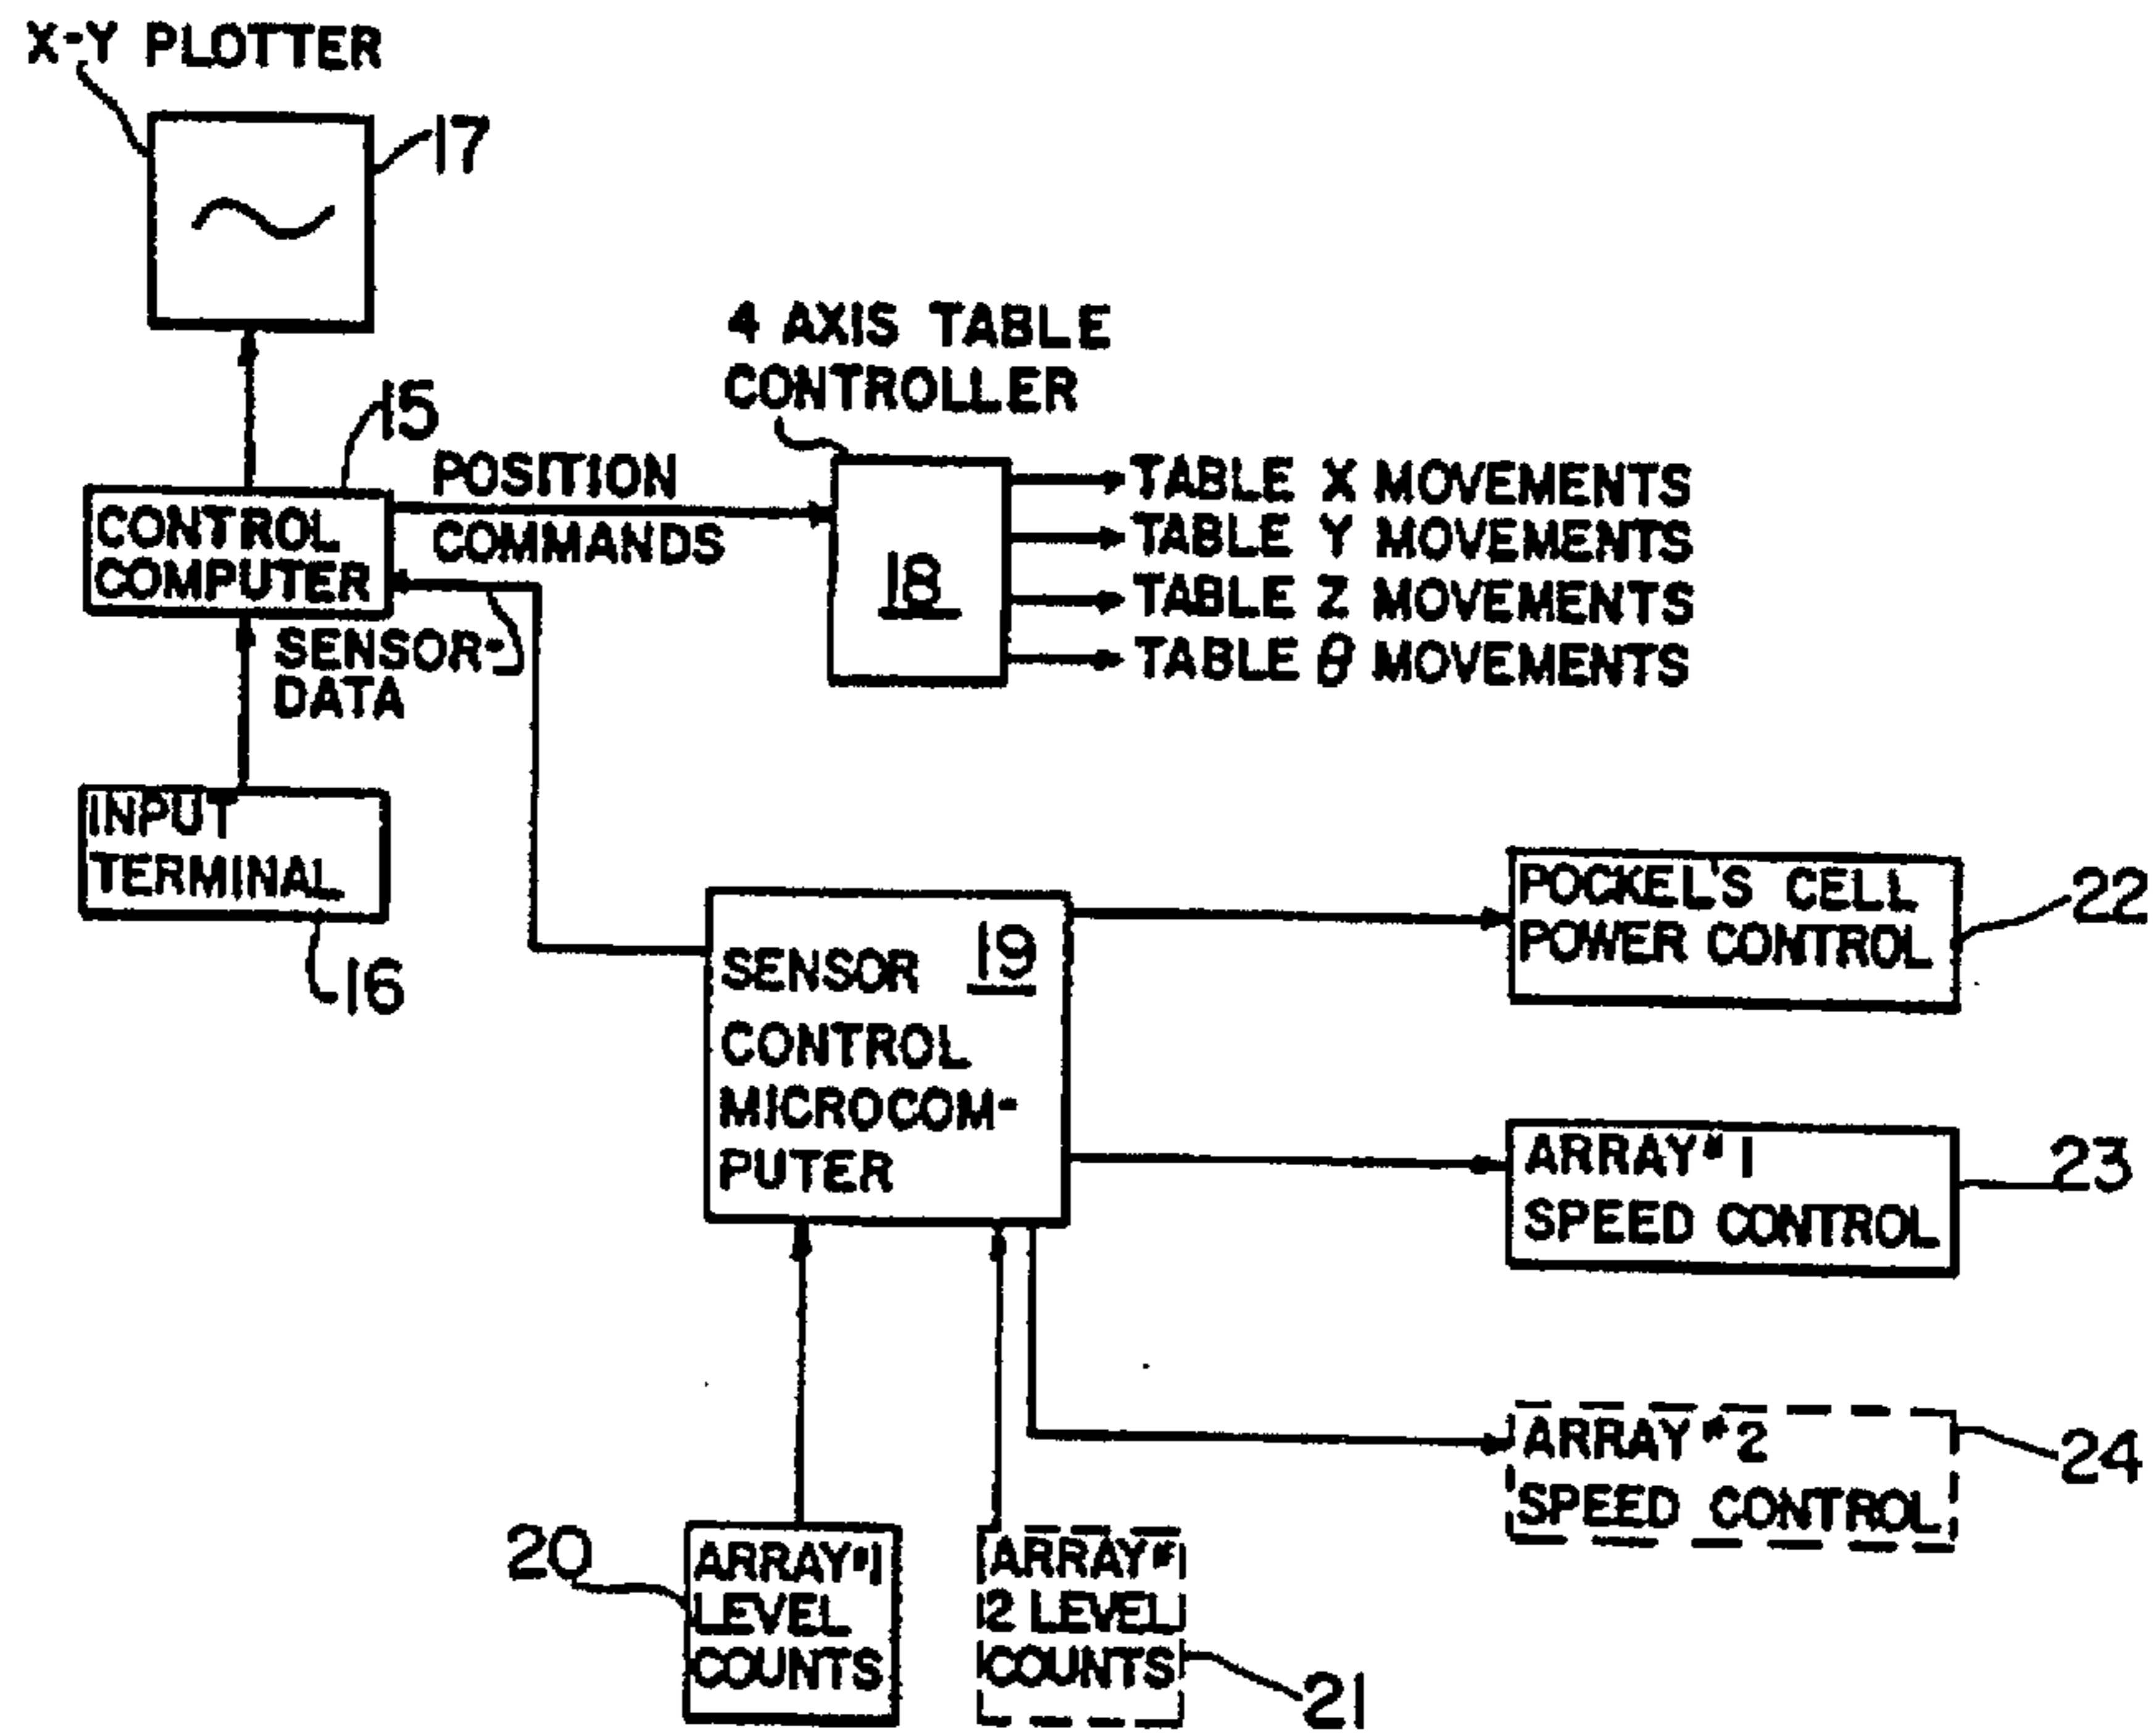 X-Y PLOTTER
17
4 AXIS TABLE
CONTROLLER
15
POSITION
COMMANDS
CONTROL
COMPUTER
SENSOR-
DATA
18
TABLE X MOVEMENTS
TABLE Y MOVEMENTS
TABLE Z MOVEMENTS
TABLE θ MOVEMENTS
INPUT
TERMINAL
16
SENSOR 19
CONTROL
MICROCOM-
PUTER
POCKEL'S CELL
POWER CONTROL
22
ARRAY #1
SPEED CONTROL
23
ARRAY #2
SPEED CONTROL
24
20
ARRAY #1
LEVEL
COUNTS
ARRAY #
2 LEVEL
COUNTS
21